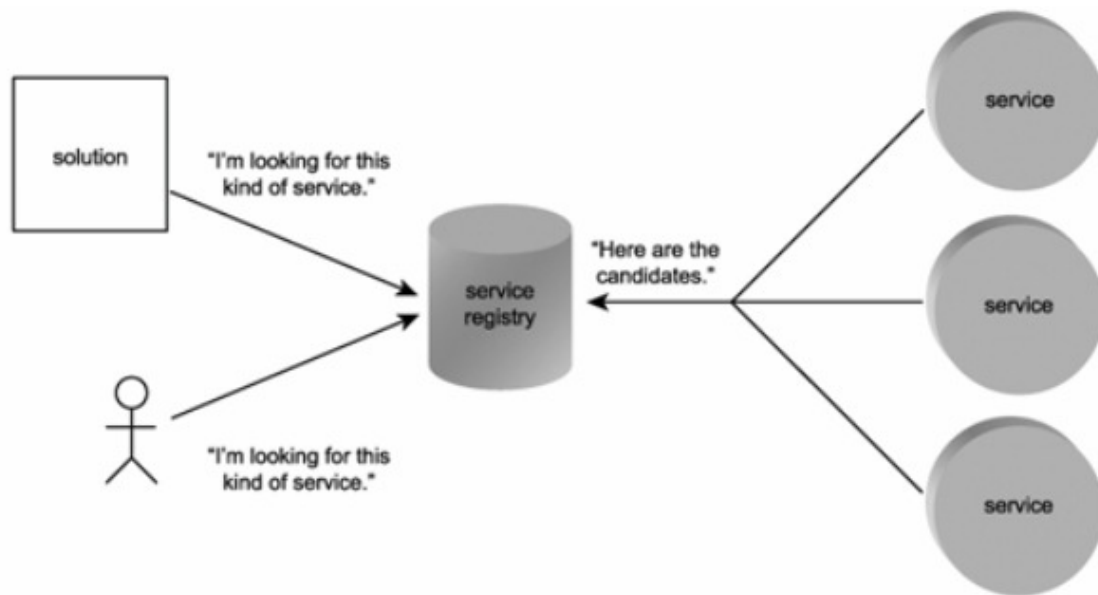 solution
"I'm looking for this
kind of service."
service
registry
"Here are the
candidates."
service
service
service
"I'm looking for this
kind of service."